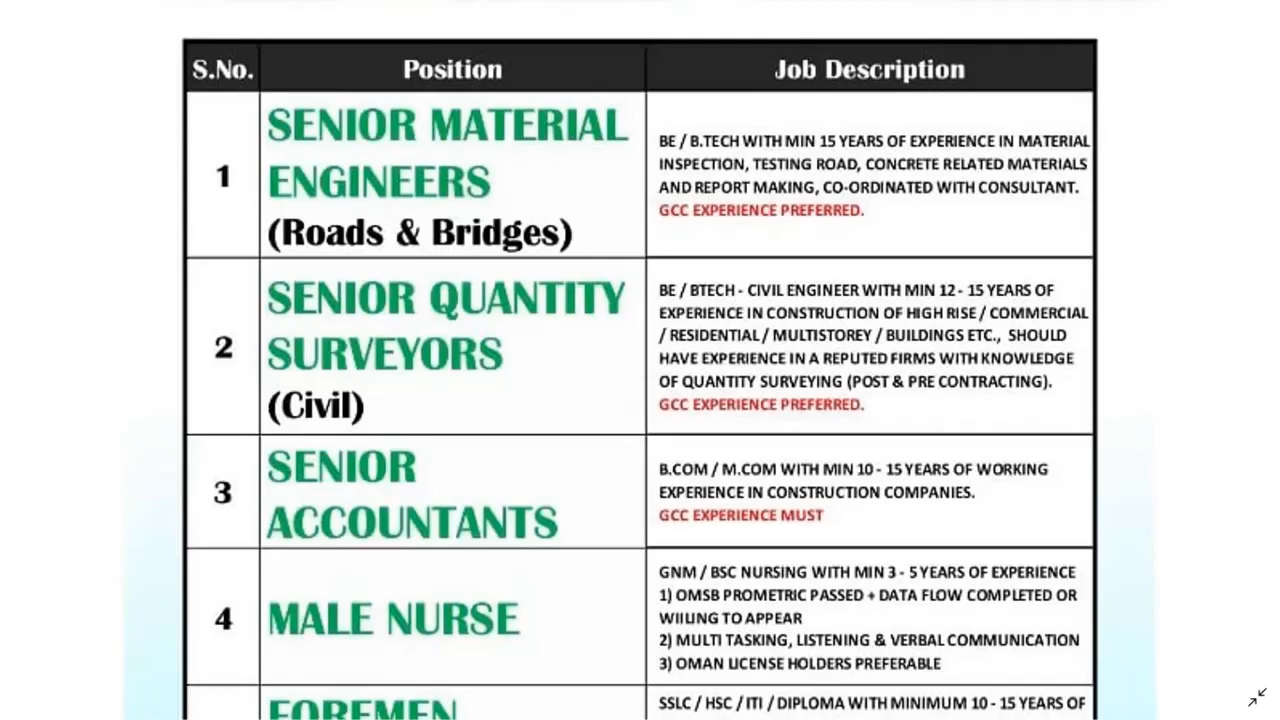 S.No. Position Job Description
1
SENIOR MATERIAL
ENGINEERS
(Roads & Bridges)
BE / B.TECH WITH MIN 15 YEARS OF EXPERIENCE IN MATERIAL
INSPECTION, TESTING ROAD, CONCRETE RELATED MATERIALS
AND REPORT MAKING, CO-ORDINATED WITH CONSULTANT.
GCC EXPERIENCE PREFERRED.
2
SENIOR QUANTITY
SURVEYORS
(Civil)
BE / BTECH - CIVIL ENGINEER WITH MIN 12 - 15 YEARS OF
EXPERIENCE IN CONSTRUCTION OF HIGH RISE / COMMERCIAL
/ RESIDENTIAL / MULTISTOREY / BUILDINGS ETC., SHOULD
HAVE EXPERIENCE IN A REPUTED FIRMS WITH KNOWLEDGE
OF QUANTITY SURVEYING (POST & PRE CONTRACTING).
GCC EXPERIENCE PREFERRED.
3
SENIOR
ACCOUNTANTS
B.COM / M.COM WITH MIN 10 - 15 YEARS OF WORKING
EXPERIENCE IN CONSTRUCTION COMPANIES.
GCC EXPERIENCE MUST
4
MALE NURSE
GNM / BSC NURSING WITH MIN 3 - 5 YEARS OF EXPERIENCE
1) OMSB PROMETRIC PASSED + DATA FLOW COMPLETED OR
WIILING TO APPEAR
2) MULTI TASKING, LISTENING & VERBAL COMMUNICATION
3) OMAN LICENSE HOLDERS PREFERABLE
FOREMEN
SSLC / HSC / ITI / DIPLOMA WITH MINIMUM 10 - 15 YEARS OF